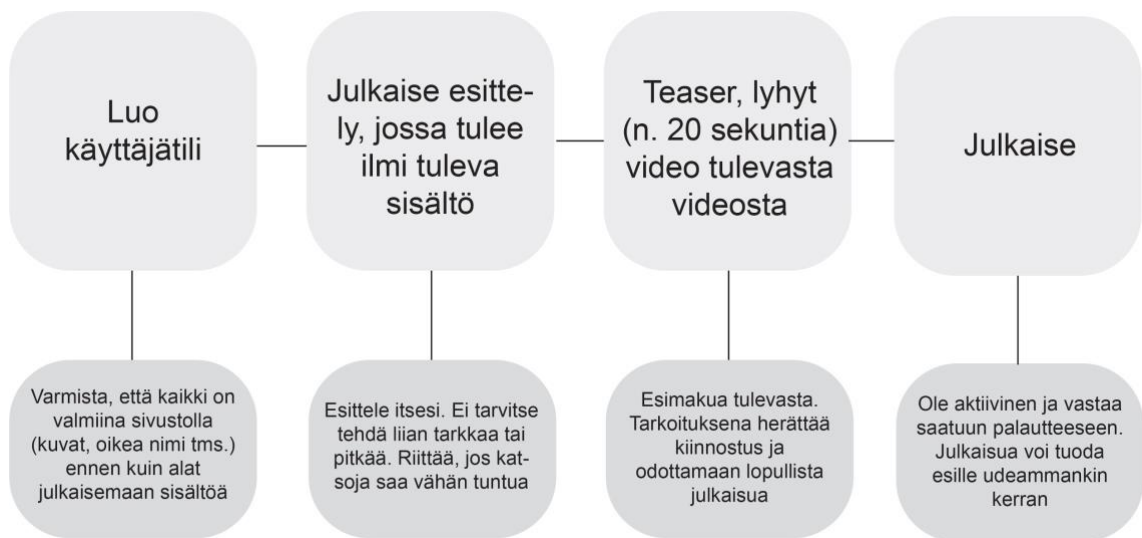 Luo
käyttäjätili
Julkaise esitte-
ly, jossa tulee
ilmi tuleva
sisältö
Teaser, lyhyt
(n. 20 sekuntia)
video tulevasta
videosta
Julkaise
Varmista, että kaikki on
valmiina sivustolla
(kuvat, oikea nimi tms.)
ennen kuin alat
julkaisemaan sisältöä
Esittele itsesi. Ei tarvitse
tehdä liian tarkkaa tai
pitkää. Riittää, jos kat-
soja saa vähän tuntua
Esimakua tulevasta.
Tarkoituksena herättää
kiinnostus ja
odottamaan lopullista
julkaisua
Ole aktiivinen ja vastaa
saatuun palautteeseen.
Julkaisua voi tuoda
esille udeammankin
kerran